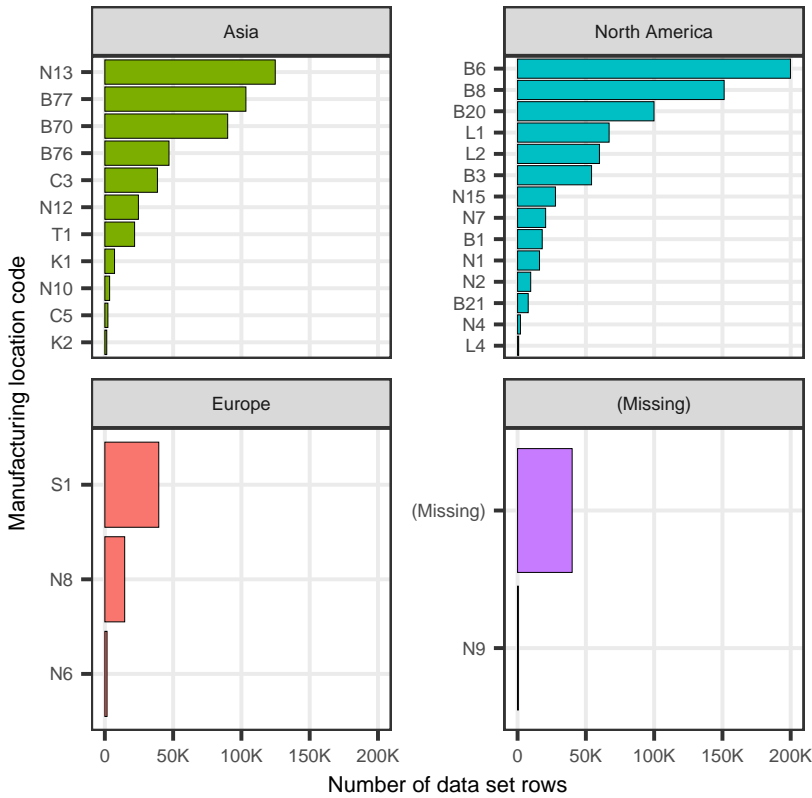 Asia
North America
N13
B77
B70
B76
C3
N12
T1
K1
N10
C5
K2
B6
B8
B20
L1
L2
B3
N15
N7
B1
N1
N2
B21
N4
L4
Manufacturing location code
Europe
(Missing)
S1
N8
N6
(Missing)
N9
0 50K 100K 150K 200K
0 50K 100K 150K 200K
Number of data set rows